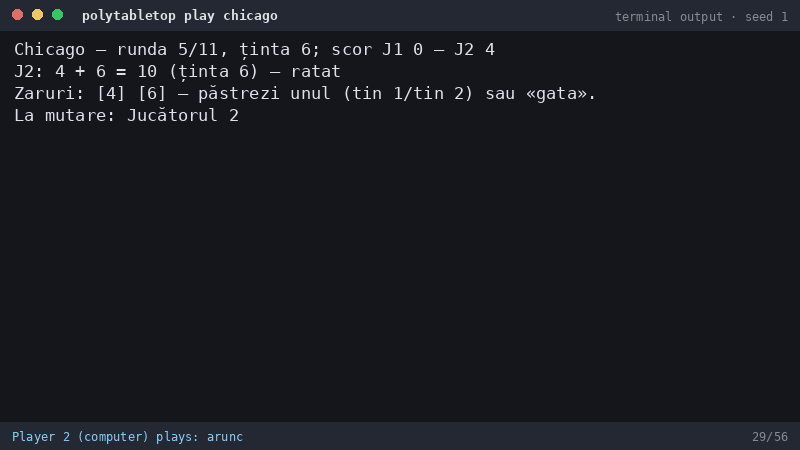 polytabletop play chicago
terminal output · seed 1
Chicago — runda 5/11, ținta 6; scor J1 0 — J2 4
J2: 4 + 6 = 10 (ținta 6) — ratat
Zaruri: [4] [6] — păstrezi unul (tin 1/tin 2) sau «gata».
La mutare: Jucătorul 2
Player 2 (computer) plays: arunc
29/56